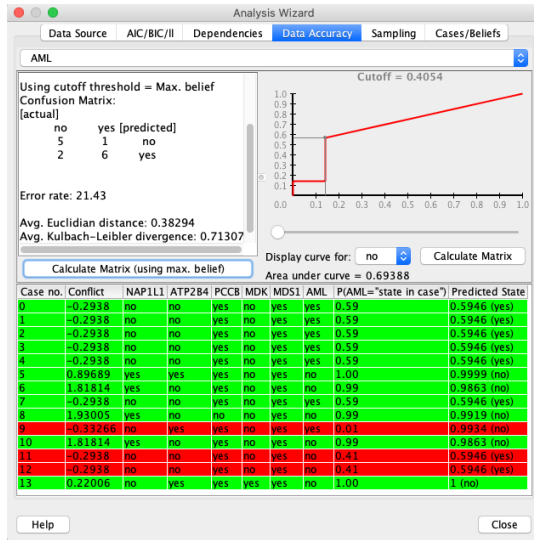 Analysis Wizard
Data Source AIC/BIC/ll Dependencies Data Accuracy Sampling Cases/Beliefs
AML
Using cutoff threshold = Max. belief
Confusion Matrix:
[actual]
no yes [predicted]
5 1 no
2 6 yes
Error rate: 21.43
Avg. Euclidian distance: 0.38294
Avg. Kulbach-Leibler divergence: 0.71307
Calculate Matrix (using max. belief)
Cutoff = 0.4054
1.0
0.9
0.8
0.7
0.6
0.5
0.4
0.3
0.2
0.1
0.0 0.1 0.2 0.3 0.4 0.5 0.6 0.7 0.8 0.9 1.0
Display curve for: no Calculate Matrix
Area under curve = 0.69388
Case no. Conflict NAP1L1 ATP2B4 PCCB MDK MDS1 AML P(AML="state in case") Predicted State
0 -0.2938 no no yes no yes yes 0.59 0.5946 (yes)
1 -0.2938 no no yes no yes yes 0.59 0.5946 (yes)
2 -0.2938 no no yes no yes yes 0.59 0.5946 (yes)
3 -0.2938 no no yes no yes yes 0.59 0.5946 (yes)
4 -0.2938 no no yes no yes yes 0.59 0.5946 (yes)
5 0.89689 yes yes yes no yes no 1.00 0.9999 (no)
6 1.81814 yes no yes no yes no 0.99 0.9863 (no)
7 -0.2938 no no yes no yes yes 0.59 0.5946 (yes)
8 1.93005 yes no no no yes no 0.99 0.9919 (no)
9 -0.33266 no yes yes no yes yes 0.01 0.9934 (no)
10 1.81814 yes no yes no yes no 0.99 0.9863 (no)
11 -0.2938 no no yes no yes no 0.41 0.5946 (yes)
12 -0.2938 no no yes no yes no 0.41 0.5946 (yes)
13 0.22006 no yes yes yes yes no 1.00 1 (no)
Help Close